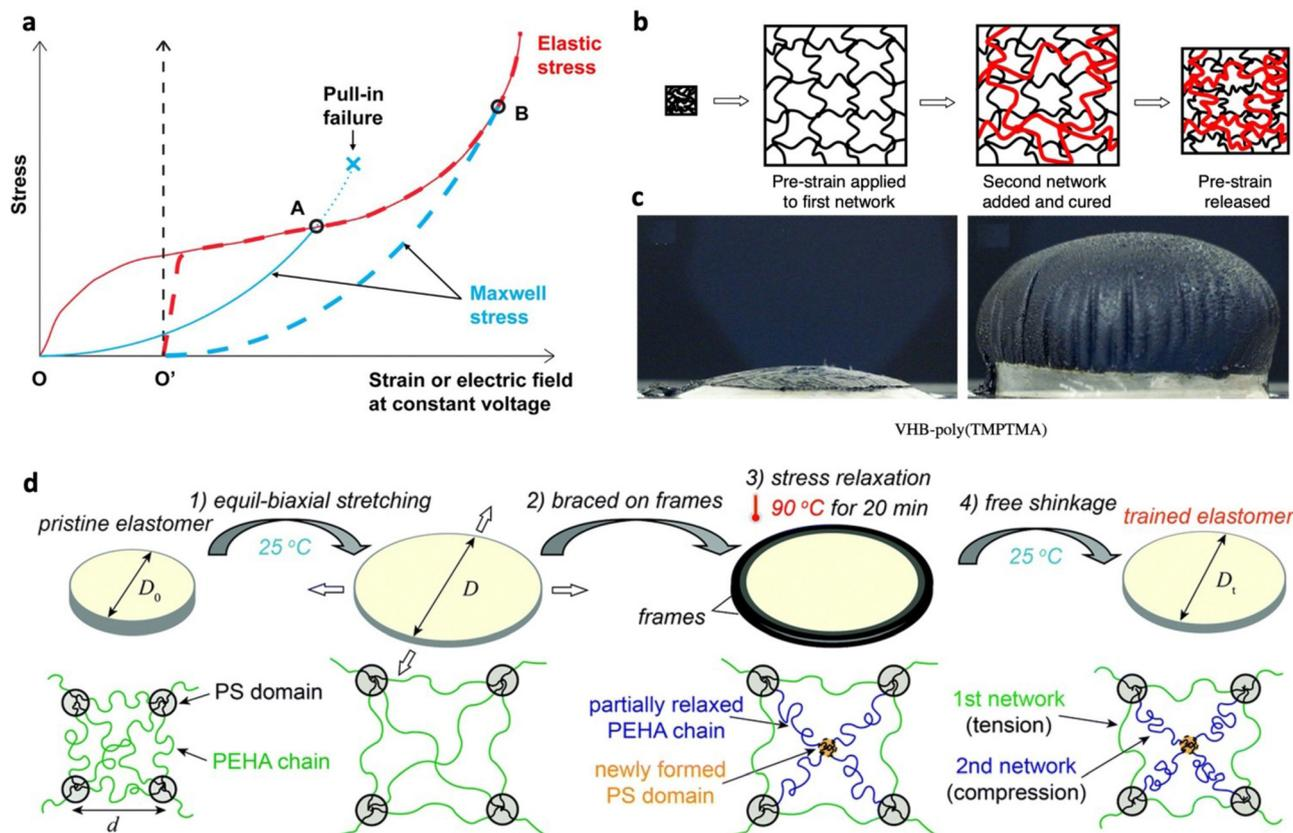 a
Stress
Elastic
stress
Pull-in
failure
A
B
Maxwell
stress
O
O'
Strain or electric field
at constant voltage
b
Pre-strain applied
to first network
Second network
added and cured
Pre-strain
released
c
VHB-poly(TMPTMA)
d
pristine elastomer
1) equil-biaxial stretching
25 °C
2) braced on frames
3) stress relaxation
90 °C for 20 min
4) free shinkage
25 °C
trained elastomer
D0
D
frames
Dt
PS domain
PEHA chain
d
partially relaxed
PEHA chain
newly formed
PS domain
1st network
(tension)
2nd network
(compression)